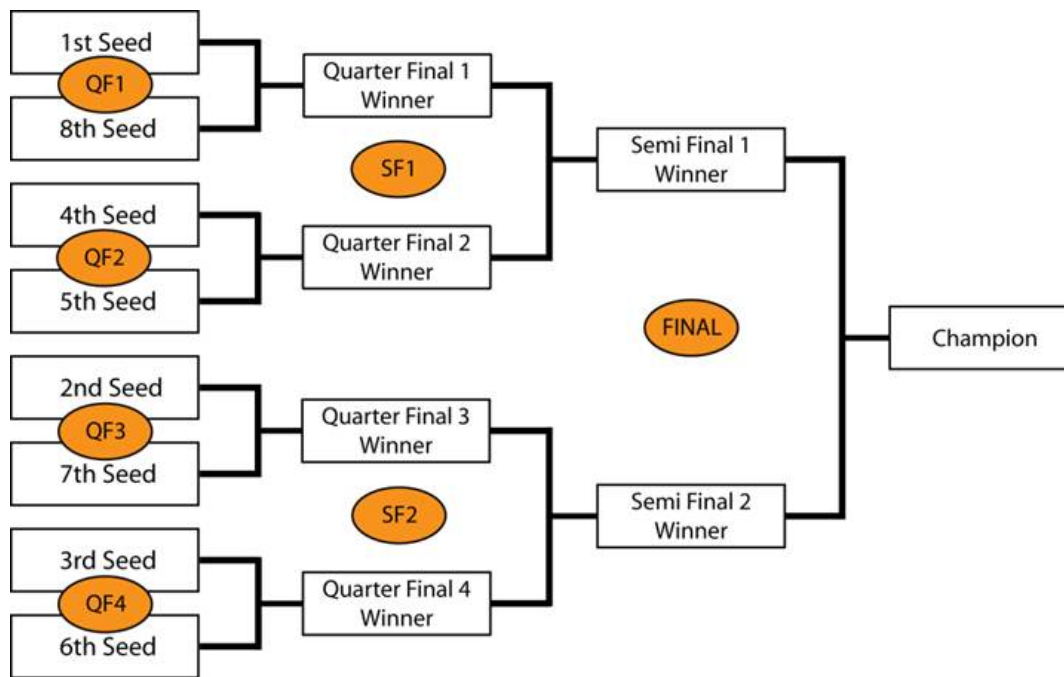 1st Seed
QF1
8th Seed
Quarter Final 1
Winner
SF1
4th Seed
QF2
5th Seed
Quarter Final 2
Winner
Semi Final 1
Winner
FINAL
Champion
2nd Seed
QF3
7th Seed
Quarter Final 3
Winner
SF2
3rd Seed
QF4
6th Seed
Quarter Final 4
Winner
Semi Final 2
Winner